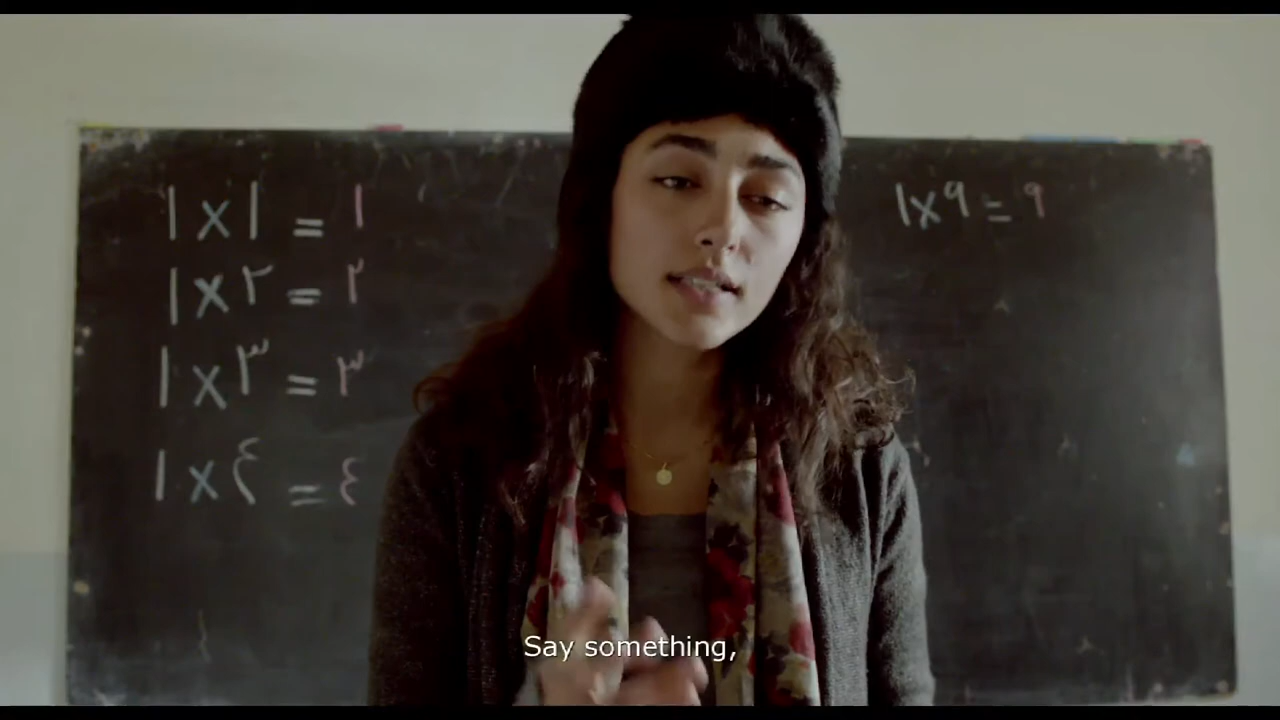 ١ x ١ = ١
١ x ٢ = ٢
١ x ٣ = ٣
١ x ٤ = ٤
١ x ٩ = ٩
Say something,